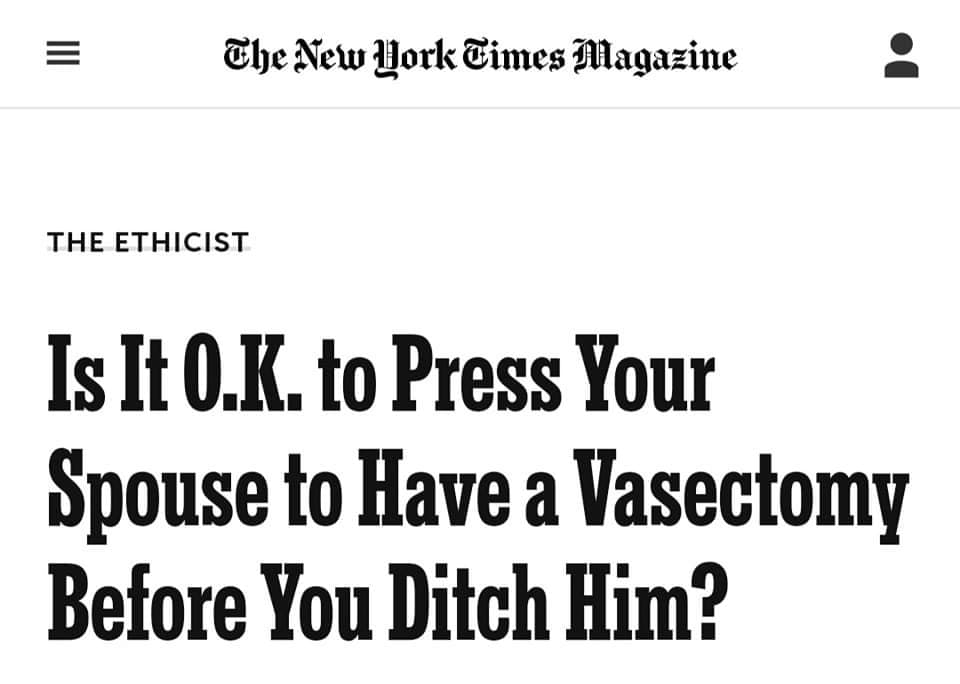 The New York Times Magazine
THE ETHICIST
Is It O.K. to Press Your
Spouse to Have a Vasectomy
Before You Ditch Him?